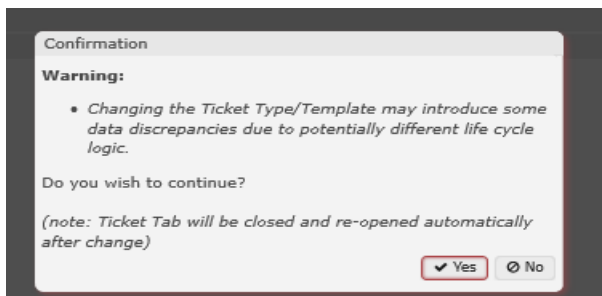 Confirmation
Warning:
• Changing the Ticket Type/Template may introduce some
data discrepancies due to potentially different life cycle
logic.
Do you wish to continue?
(note: Ticket Tab will be closed and re-opened automatically
after change)
Yes No